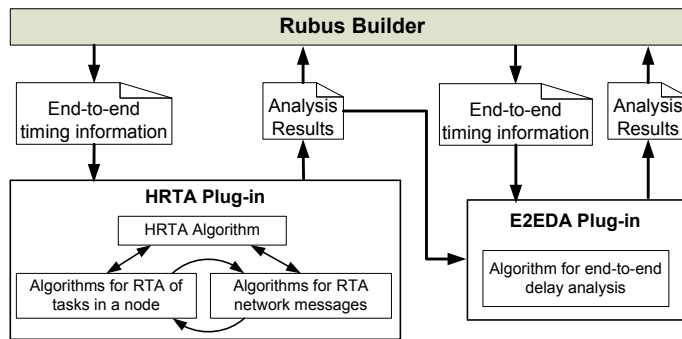 Rubus Builder
End-to-end
timing information
Analysis
Results
End-to-end
timing information
Analysis
Results
HRTA Plug-in
HRTA Algorithm
Algorithms for RTA of
tasks in a node
Algorithms for RTA
network messages
E2EDA Plug-in
Algorithm for end-to-end
delay analysis